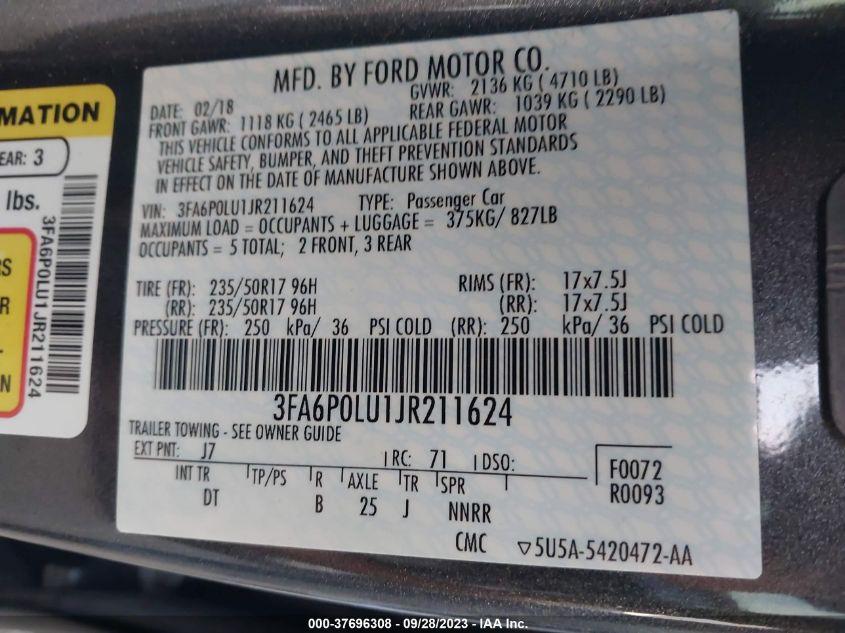 MFD. BY FORD MOTOR CO.
DATE: 02/18
GVWR: 2136 KG ( 4710 LB)
FRONT GAWR: 1118 KG ( 2465 LB)
REAR GAWR: 1039 KG ( 2290 LB)
THIS VEHICLE CONFORMS TO ALL APPLICABLE FEDERAL MOTOR
VEHICLE SAFETY, BUMPER, AND THEFT PREVENTION STANDARDS
IN EFFECT ON THE DATE OF MANUFACTURE SHOWN ABOVE.
VIN: 3FA6P0LU1JR211624 TYPE: Passenger Car
MAXIMUM LOAD = OCCUPANTS + LUGGAGE = 375KG/ 827LB
OCCUPANTS = 5 TOTAL; 2 FRONT, 3 REAR
TIRE (FR): 235/50R17 96H RIMS (FR): 17x7.5J
(RR): 235/50R17 96H (RR): 17x7.5J
PRESSURE (FR): 250 kPa/ 36 PSI COLD (RR): 250 kPa/ 36 PSI COLD
3FA6P0LU1JR211624
TRAILER TOWING - SEE OWNER GUIDE
EXT PNT: J7 RC: 71 DSO:
INT TR TP/PS R AXLE TR SPR
DT B 25 J NNRR
F0072
R0093
CMC ▽5U5A-5420472-AA
MATION
EAR: 3
lbs.
3FA6P0LU1JR211624
RS
R
L-
N
000-37696308 - 09/28/2023 - IAA Inc.